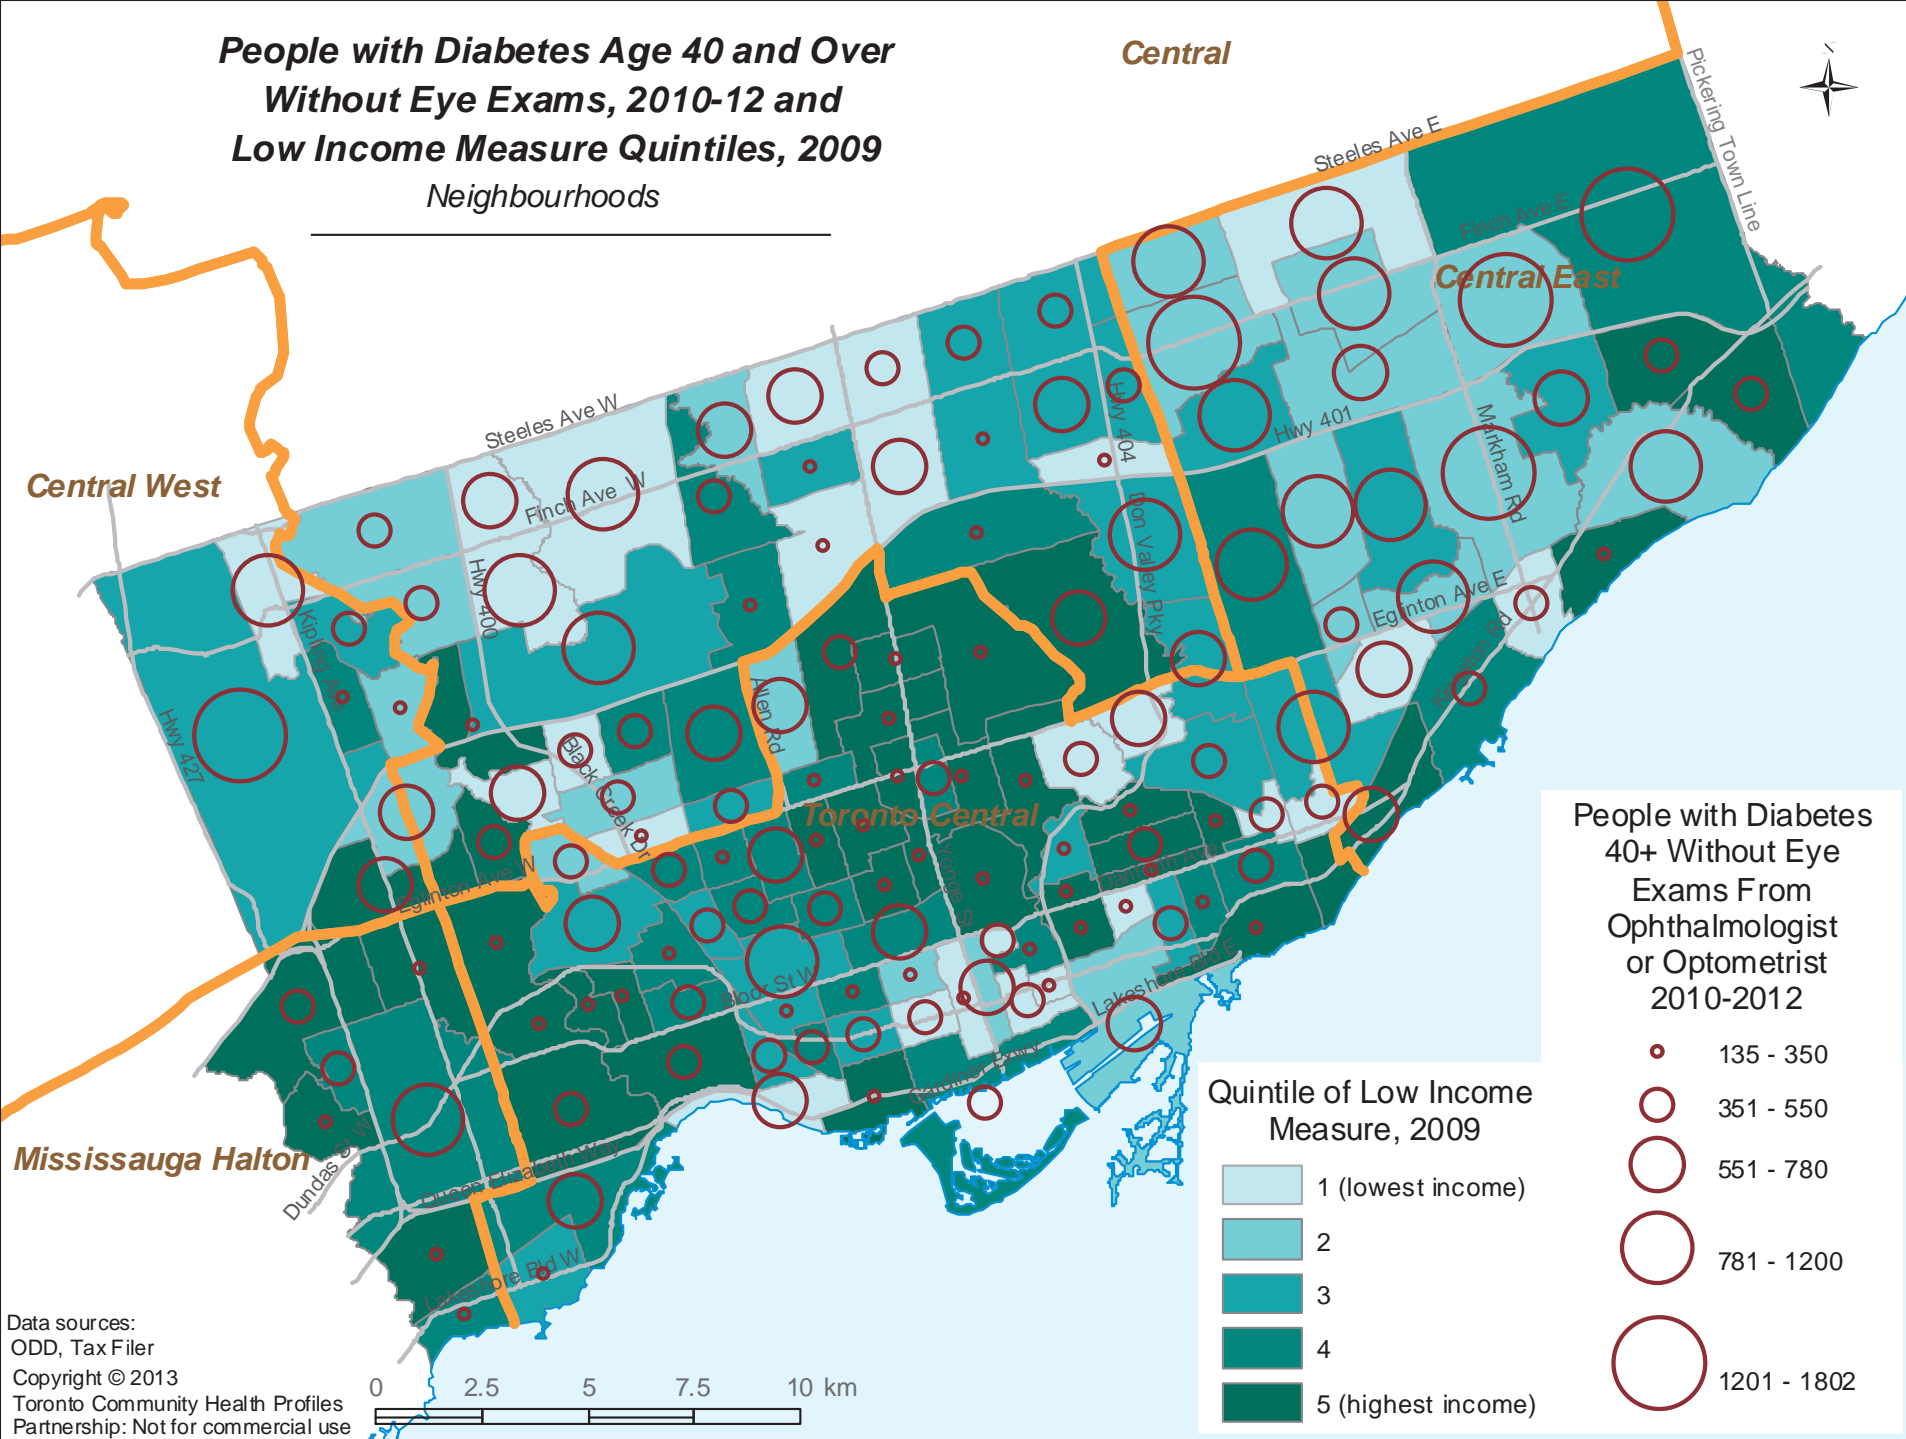 People with Diabetes Age 40 and Over
Without Eye Exams, 2010-12 and
Low Income Measure Quintiles, 2009
Neighbourhoods
Central
N
Pickering Town Line
Steeles Ave E
Finch Ave E
Central East
Steeles Ave W
Finch Ave W
Central West
Hwy 404
Hwy 401
Markham Rd
Hwy 400
Don Valley Pky
Kipling Av
Eglinton Ave E
Kingston Rd
Hwy 427
Allen Rd
Black Creek Dr
Toronto Central
Eglinton Ave W
Yonge St
Danforth Ave
Bloor St W
Lakeshore Bld E
Gardiner Expwy
Mississauga Halton
Dundas St W
Queen Elizabeth Way
Lakeshore Bld W
People with Diabetes
40+ Without Eye
Exams From
Ophthalmologist
or Optometrist
2010-2012
135 - 350
351 - 550
551 - 780
781 - 1200
1201 - 1802
Quintile of Low Income
Measure, 2009
1 (lowest income)
2
3
4
5 (highest income)
Data sources:
ODD, Tax Filer
Copyright © 2013
Toronto Community Health Profiles
Partnership: Not for commercial use
0 2.5 5 7.5 10 km